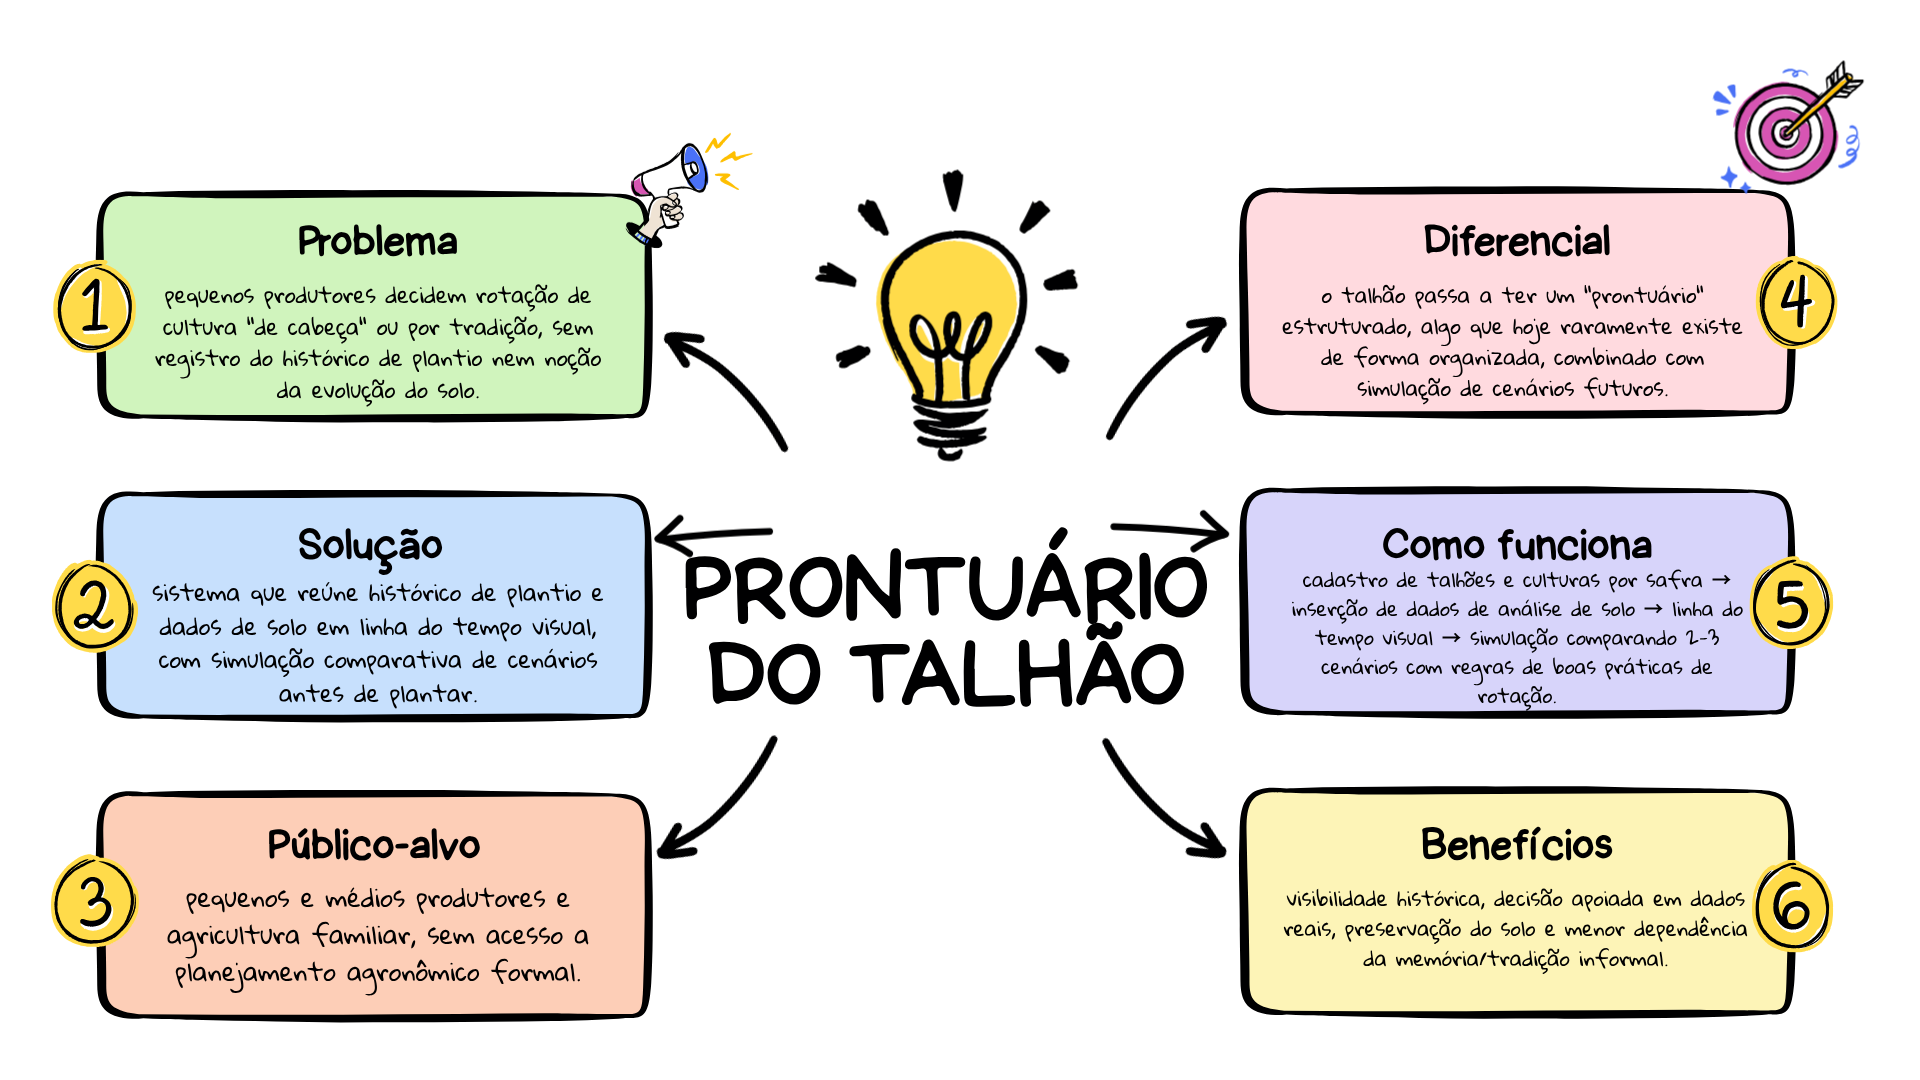 1
Problema
pequenos produtores decidem rotação de
cultura "de cabeça" ou por tradição, sem
registro do histórico de plantio nem noção
da evolução do solo.
2
Solução
sistema que reúne histórico de plantio e
dados de solo em linha do tempo visual,
com simulação comparativa de cenários
antes de plantar.
3
Público-alvo
pequenos e médios produtores e
agricultura familiar, sem acesso a
planejamento agronômico formal.
PRONTUÁRIO
DO TALHÃO
4
Diferencial
o talhão passa a ter um "prontuário"
estruturado, algo que hoje raramente existe
de forma organizada, combinado com
simulação de cenários futuros.
5
Como funciona
cadastro de talhões e culturas por safra →
inserção de dados de análise de solo → linha do
tempo visual → simulação comparando 2-3
cenários com regras de boas práticas de
rotação.
6
Benefícios
visibilidade histórica, decisão apoiada em dados
reais, preservação do solo e menor dependência
da memória/tradição informal.